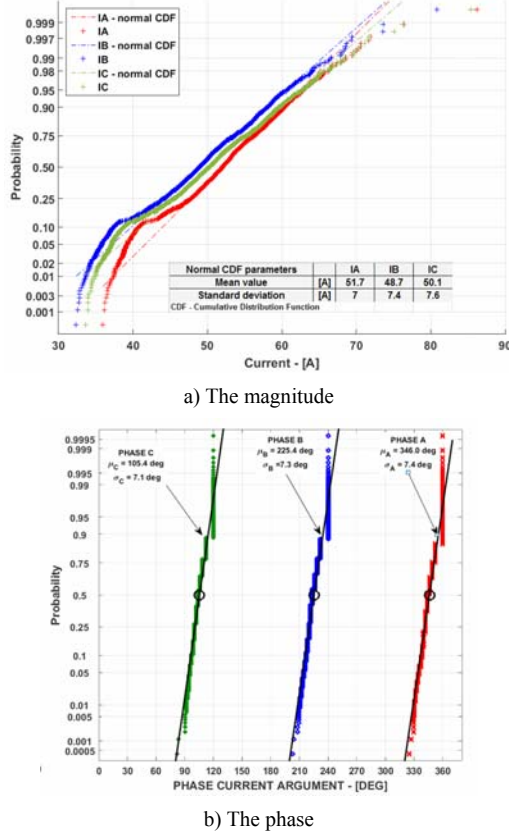 0.999
0.997
0.99
0.98
0.95
0.90
0.75
0.50
0.25
0.10
0.05
0.02
0.01
0.003
0.001
Probability
IA - normal CDF
IA
IB - normal CDF
IB
IC - normal CDF
IC
Normal CDF parameters IA IB IC
Mean value [A] 51.7 48.7 50.1
Standard deviation [A] 7 7.4 7.6
CDF - Cumulative Distribution Function
30 40 50 60 70 80 90
Current - [A]
a) The magnitude
0.9995
0.999
0.995
0.99
0.95
0.9
0.75
0.5
0.25
0.1
0.05
0.01
0.005
0.001
0.0005
Probability
PHASE C
μC = 105.4 deg
σC = 7.1 deg
PHASE B
μB = 225.4 deg
σB = 7.3 deg
PHASE A
μA = 346.0 deg
σA = 7.4 deg
0 30 60 90 120 150 180 210 240 270 300 330 360
PHASE CURRENT ARGUMENT - [DEG]
b) The phase